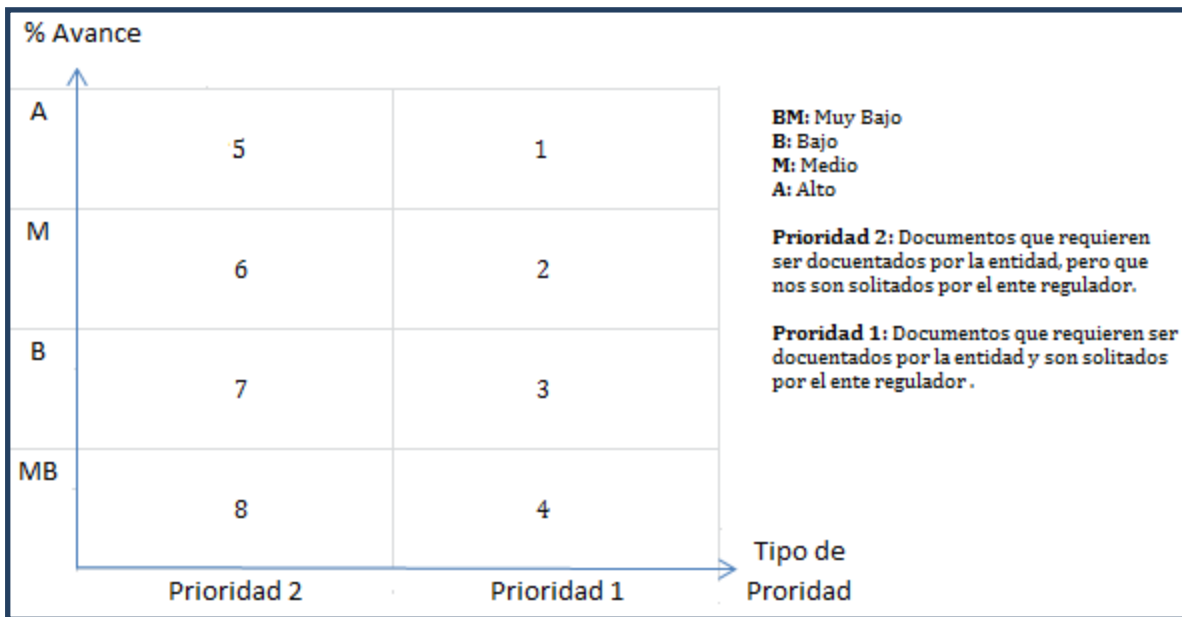 % Avance
A
5
1
M
6
2
B
7
3
MB
8
4
Prioridad 2
Prioridad 1
Tipo de
Proridad
BM: Muy Bajo
B: Bajo
M: Medio
A: Alto
Prioridad 2: Documentos que requieren
ser docuentados por la entidad, pero que
nos son solitados por el ente regulador.
Proridad 1: Documentos que requieren ser
docuentados por la entidad y son solitados
por el ente regulador .